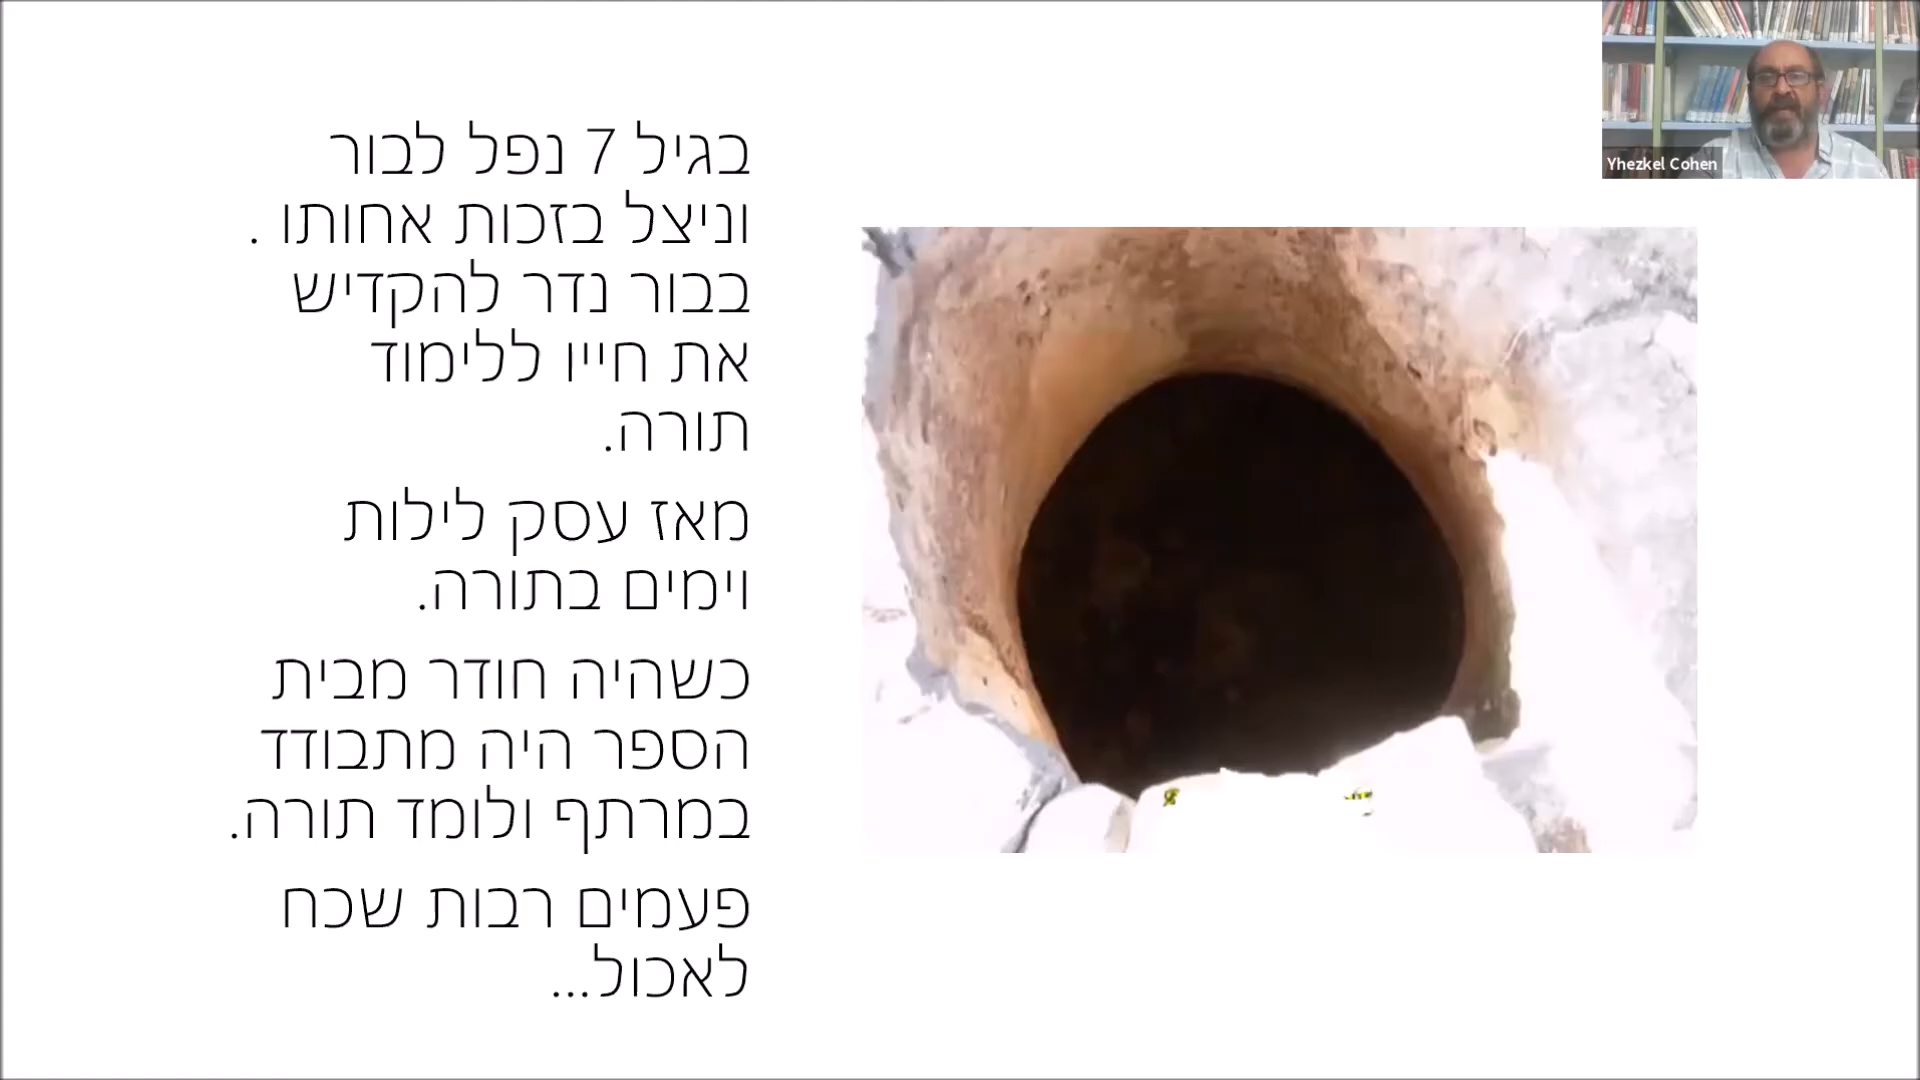 בגיל 7 נפל לבור
וניצל בזכות אחותו .
בבור נדר להקדיש
את חייו ללימוד
תורה.
מאז עסק לילות
וימים בתורה.
כשהיה חודר מבית
הספר היה מתבודד
במרתף ולומד תורה.
פעמים רבות שכח
לאכול...
Yhezkel Cohen